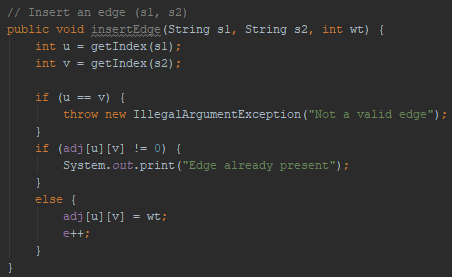 // Insert an edge (s1, s2)
public void insertEdge(String s1, String s2, int wt) {
int u = getIndex(s1);
int v = getIndex(s2);
if (u == v) {
throw new IllegalArgumentException("Not a valid edge");
}
if (adj[u][v] != 0) {
System.out.print("Edge already present");
}
else {
adj[u][v] = wt;
e++;
}
}